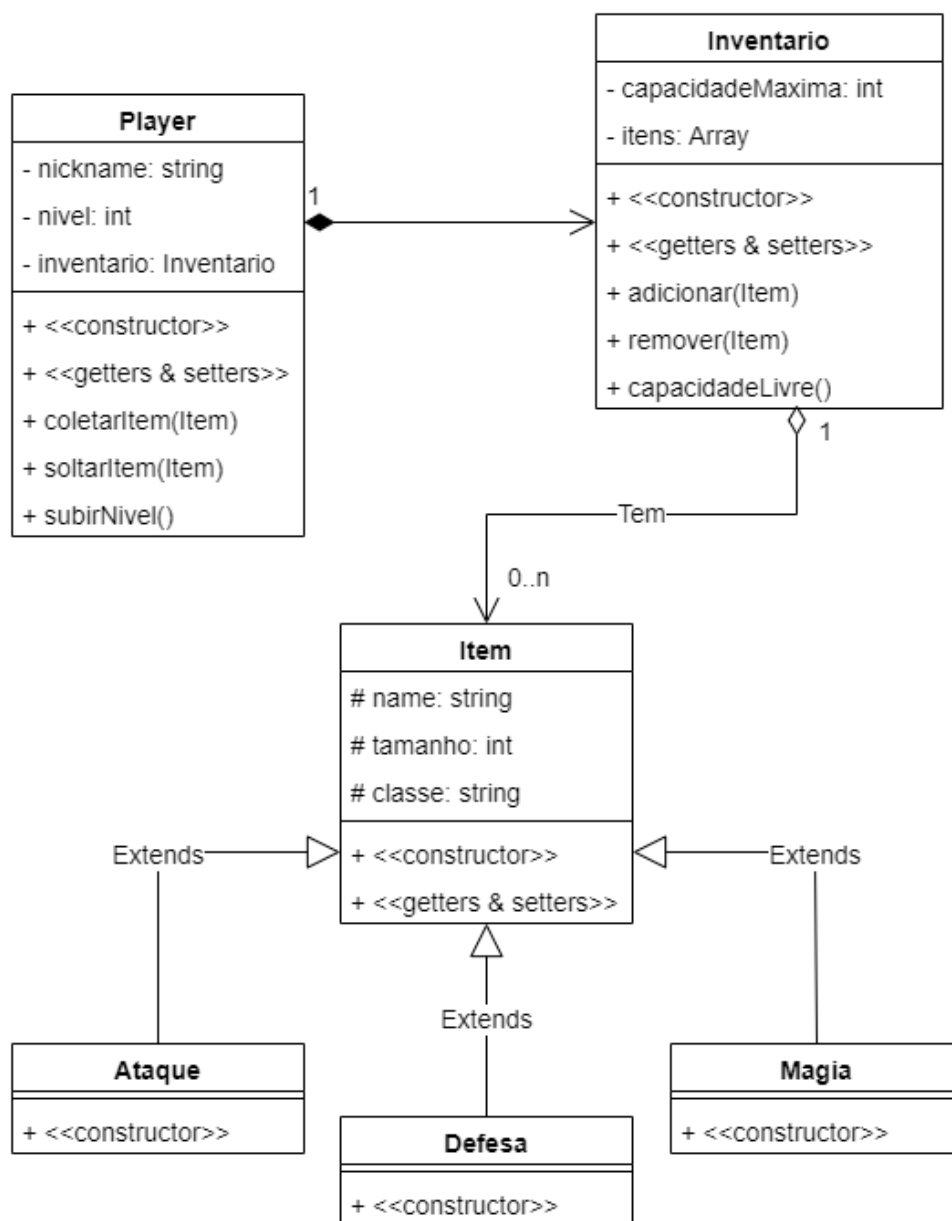 Inventario
- capacidadeMaxima: int
- itens: Array
+ <<constructor>>
+ <<getters & setters>>
+ adicionar(Item)
+ remover(Item)
+ capacidadeLivre()
Player
- nickname: string
- nivel: int
- inventario: Inventario
+ <<constructor>>
+ <<getters & setters>>
+ coletarItem(Item)
+ soltarItem(Item)
+ subirNivel()
1
1
Tem
0..n
Item
# name: string
# tamanho: int
# classe: string
+ <<constructor>>
+ <<getters & setters>>
Extends
Extends
Extends
Ataque
+ <<constructor>>
Defesa
+ <<constructor>>
Magia
+ <<constructor>>